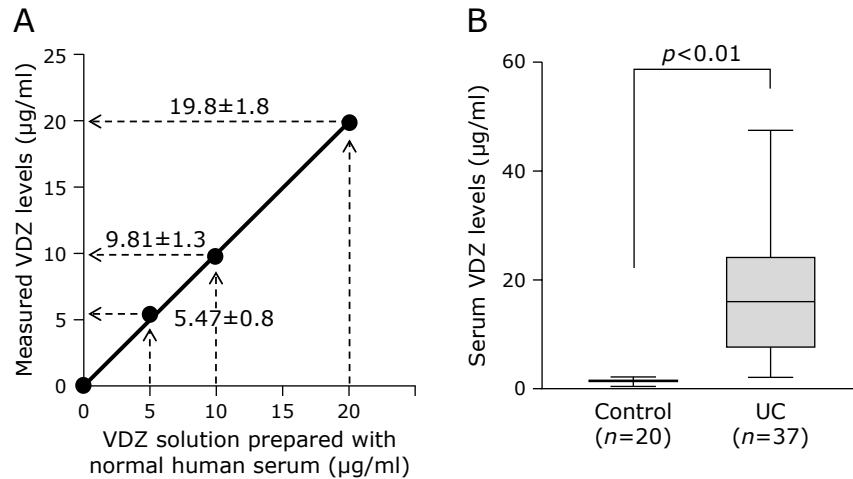 A
Measured VDZ levels (µg/ml)
25
20
15
10
5
0
19.8±1.8
9.81±1.3
5.47±0.8
0 5 10 15 20
VDZ solution prepared with
normal human serum (µg/ml)
B
Serum VDZ levels (µg/ml)
60
40
20
0
p<0.01
Control
(n=20)
UC
(n=37)